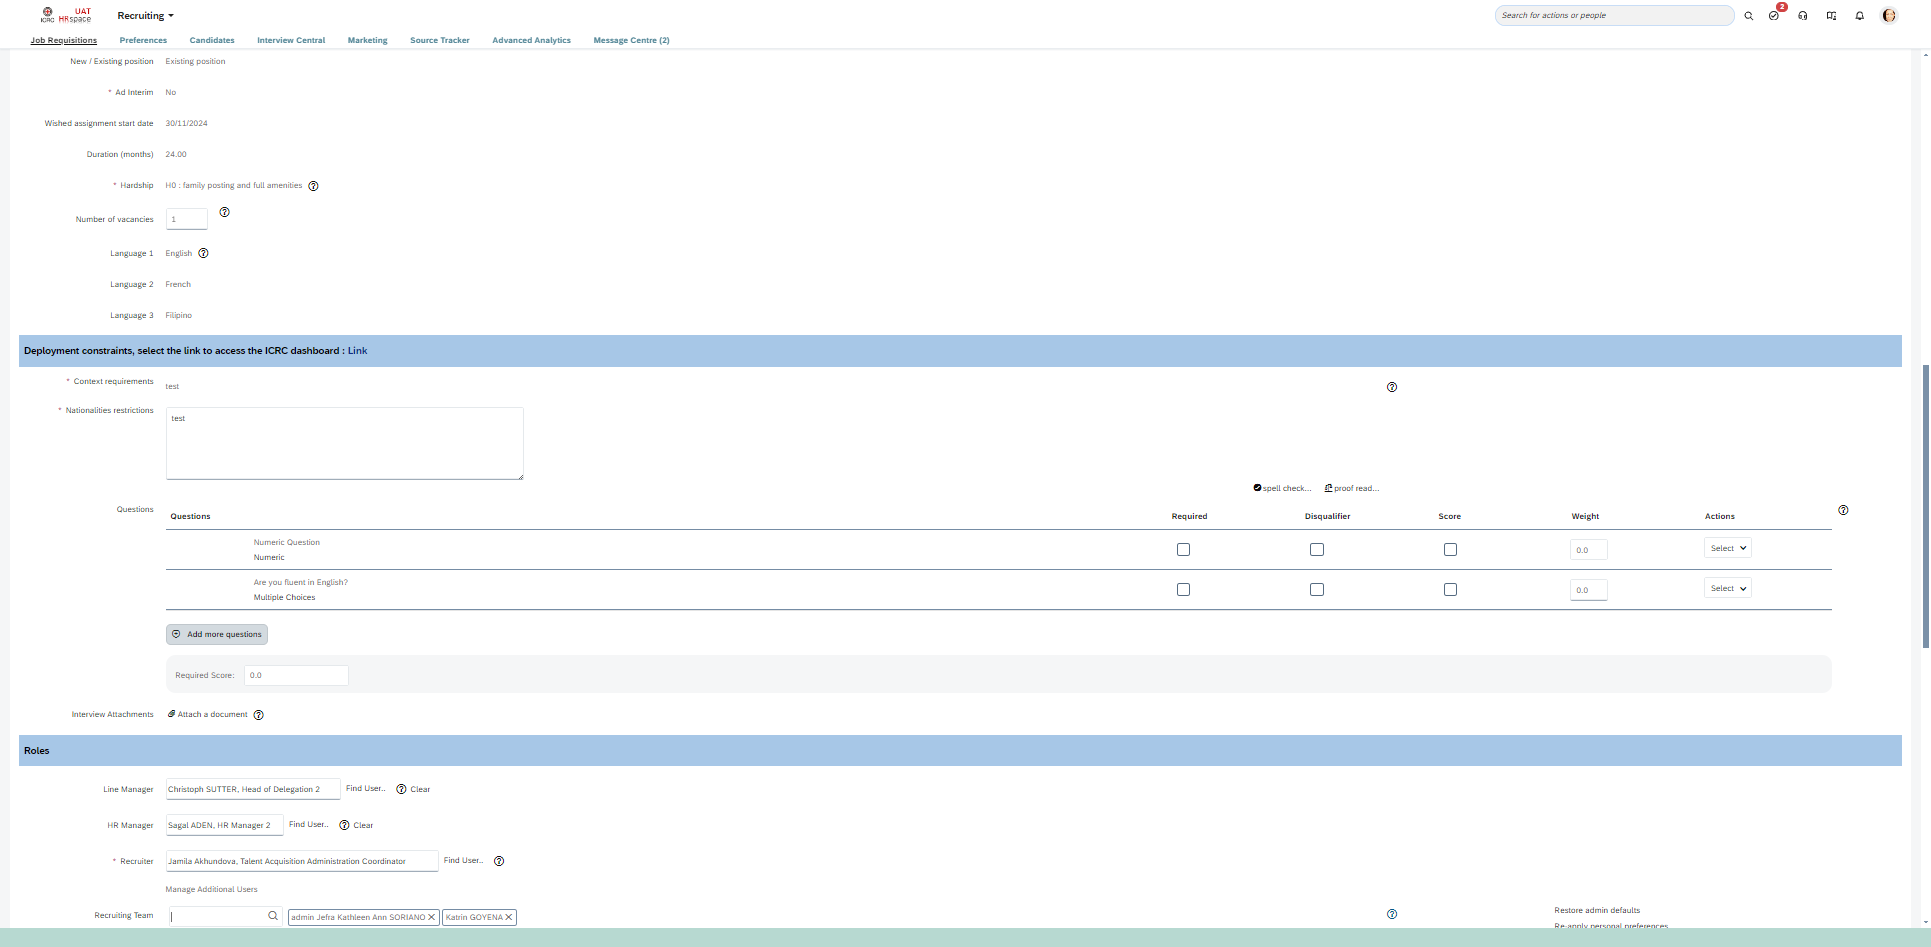 ICRC UAT HRspace Recruiting Search for actions or people 2
Job Requisitions Preferences Candidates Interview Central Marketing Source Tracker Advanced Analytics Message Centre (2)
New / Existing position Existing position
* Ad Interim No
Wished assignment start date 30/11/2024
Duration (months) 24.00
* Hardship H0 : family posting and full amenities
Number of vacancies 1
Language 1 English
Language 2 French
Language 3 Filipino
Deployment constraints, select the link to access the ICRC dashboard : Link
* Context requirements test
* Nationalities restrictions test
spell check... proof read...
Questions Questions Required Disqualifier Score Weight Actions
Numeric Question
Numeric 0.0 Select
Are you fluent in English?
Multiple Choices 0.0 Select
Add more questions
Required Score: 0.0
Interview Attachments Attach a document
Roles
Line Manager Christoph SUTTER, Head of Delegation 2 Find User.. Clear
HR Manager Sagal ADEN, HR Manager 2 Find User.. Clear
* Recruiter Jamila Akhundova, Talent Acquisition Administration Coordinator Find User..
Manage Additional Users
Recruiting Team admin Jefra Kathleen Ann SORIANO Katrin GOYENA Restore admin defaults
Re-apply personal preferences